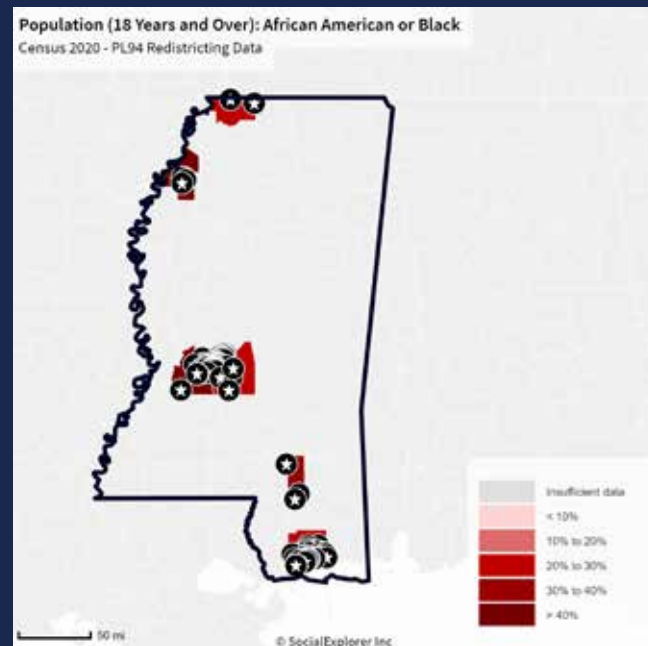 Population (18 Years and Over): African American or Black
Census 2020 - PL94 Redistricting Data
Insufficient data
< 10%
10% to 20%
20% to 30%
30% to 40%
> 40%
50 mi
© SocialExplorer Inc